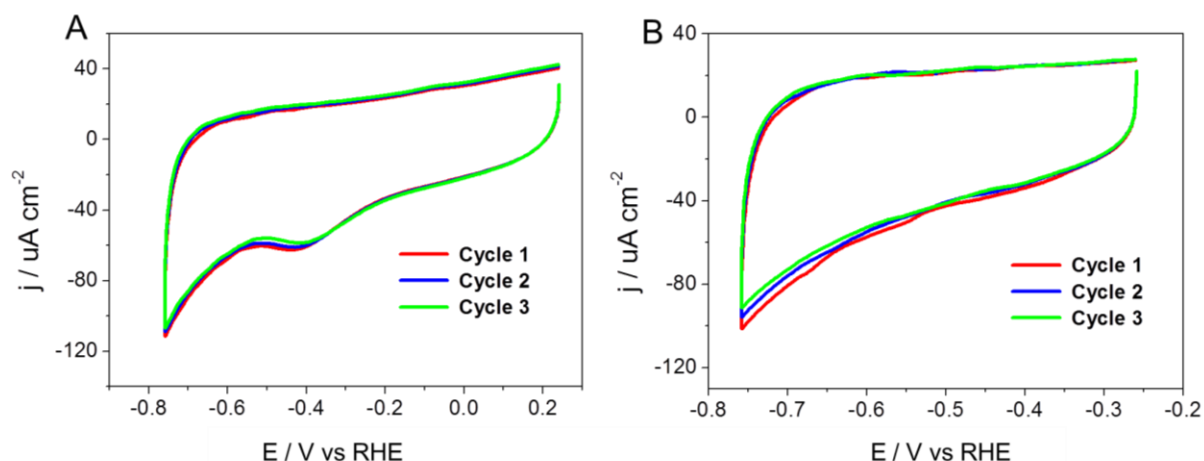 A
j / uA cm-2
40
0
-40
-80
-120
Cycle 1
Cycle 2
Cycle 3
-0.8 -0.6 -0.4 -0.2 0.0 0.2
E / V vs RHE
B
j / uA cm-2
40
0
-40
-80
-120
Cycle 1
Cycle 2
Cycle 3
-0.8 -0.7 -0.6 -0.5 -0.4 -0.3 -0.2
E / V vs RHE